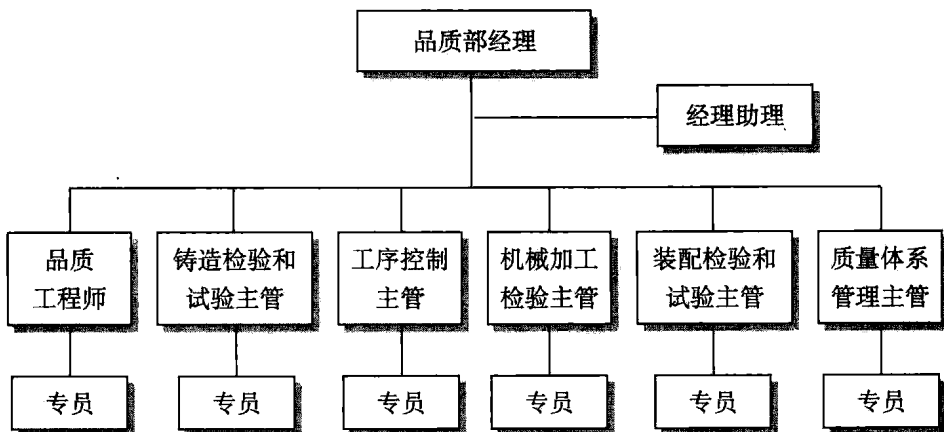 品质部经理
经理助理
品质
工程师
铸造检验和
试验主管
工序控制
主管
机械加工
检验主管
装配检验和
试验主管
质量体系
管理主管
专员
专员
专员
专员
专员
专员